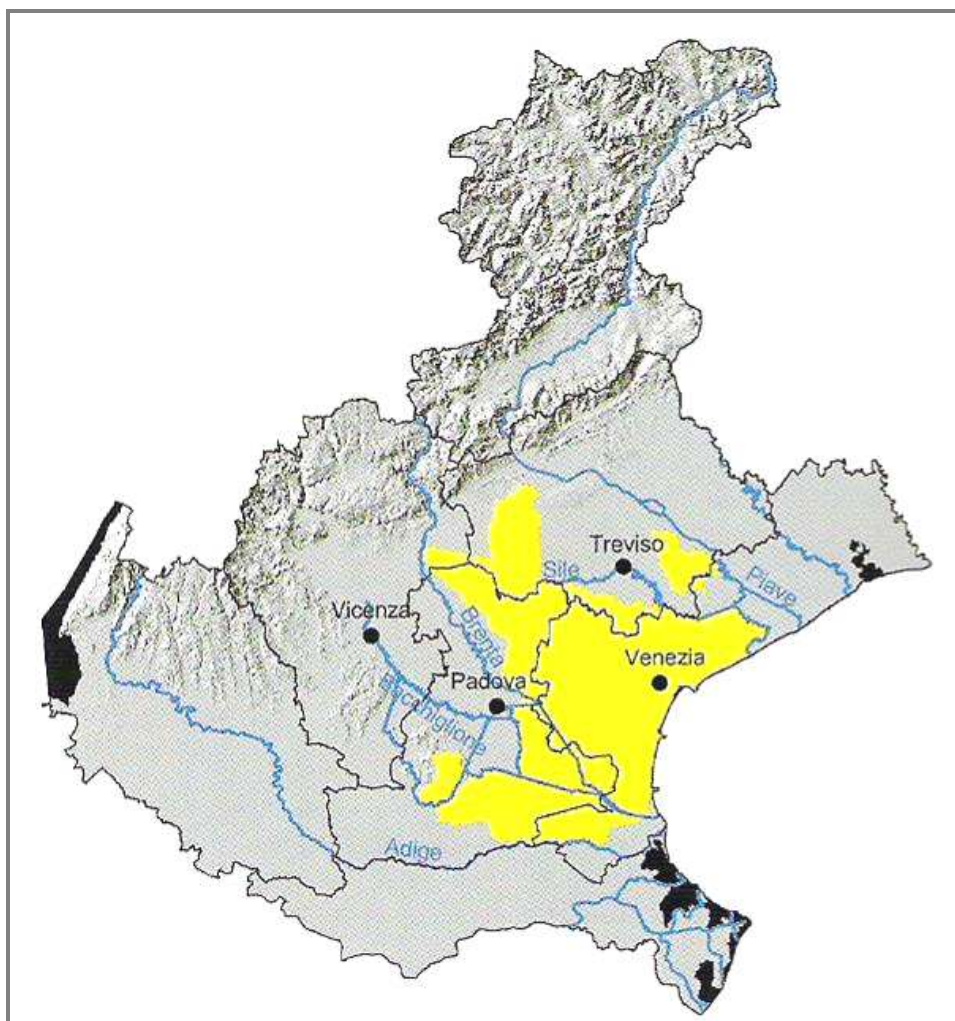 Treviso
Sile
Piave
Vicenza
Brenta
Venezia
Padova
Bacchiglione
Adige